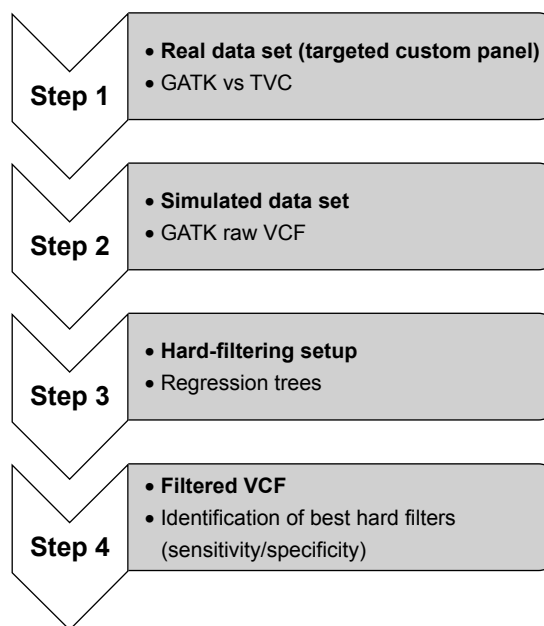 Step 1
• Real data set (targeted custom panel)
• GATK vs TVC
Step 2
• Simulated data set
• GATK raw VCF
Step 3
• Hard-filtering setup
• Regression trees
Step 4
• Filtered VCF
• Identification of best hard filters
(sensitivity/specificity)